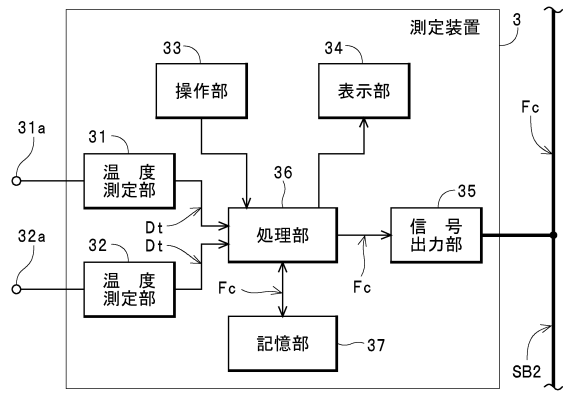 測定装置
3
33
操作部
34
表示部
Fc
31a
31
温度
測定部
36
処理部
35
信号
出力部
Dt
Dt
32a
32
温度
測定部
Fc
Fc
記憶部
37
SB2